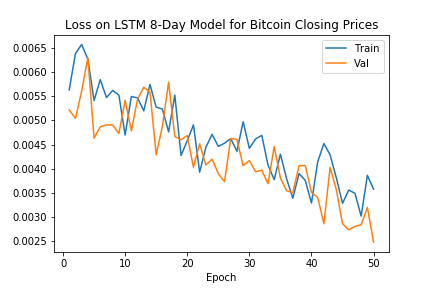 Loss on LSTM 8-Day Model for Bitcoin Closing Prices
Train
Val
0.0065
0.0060
0.0055
0.0050
0.0045
0.0040
0.0035
0.0030
0.0025
0 10 20 30 40 50
Epoch